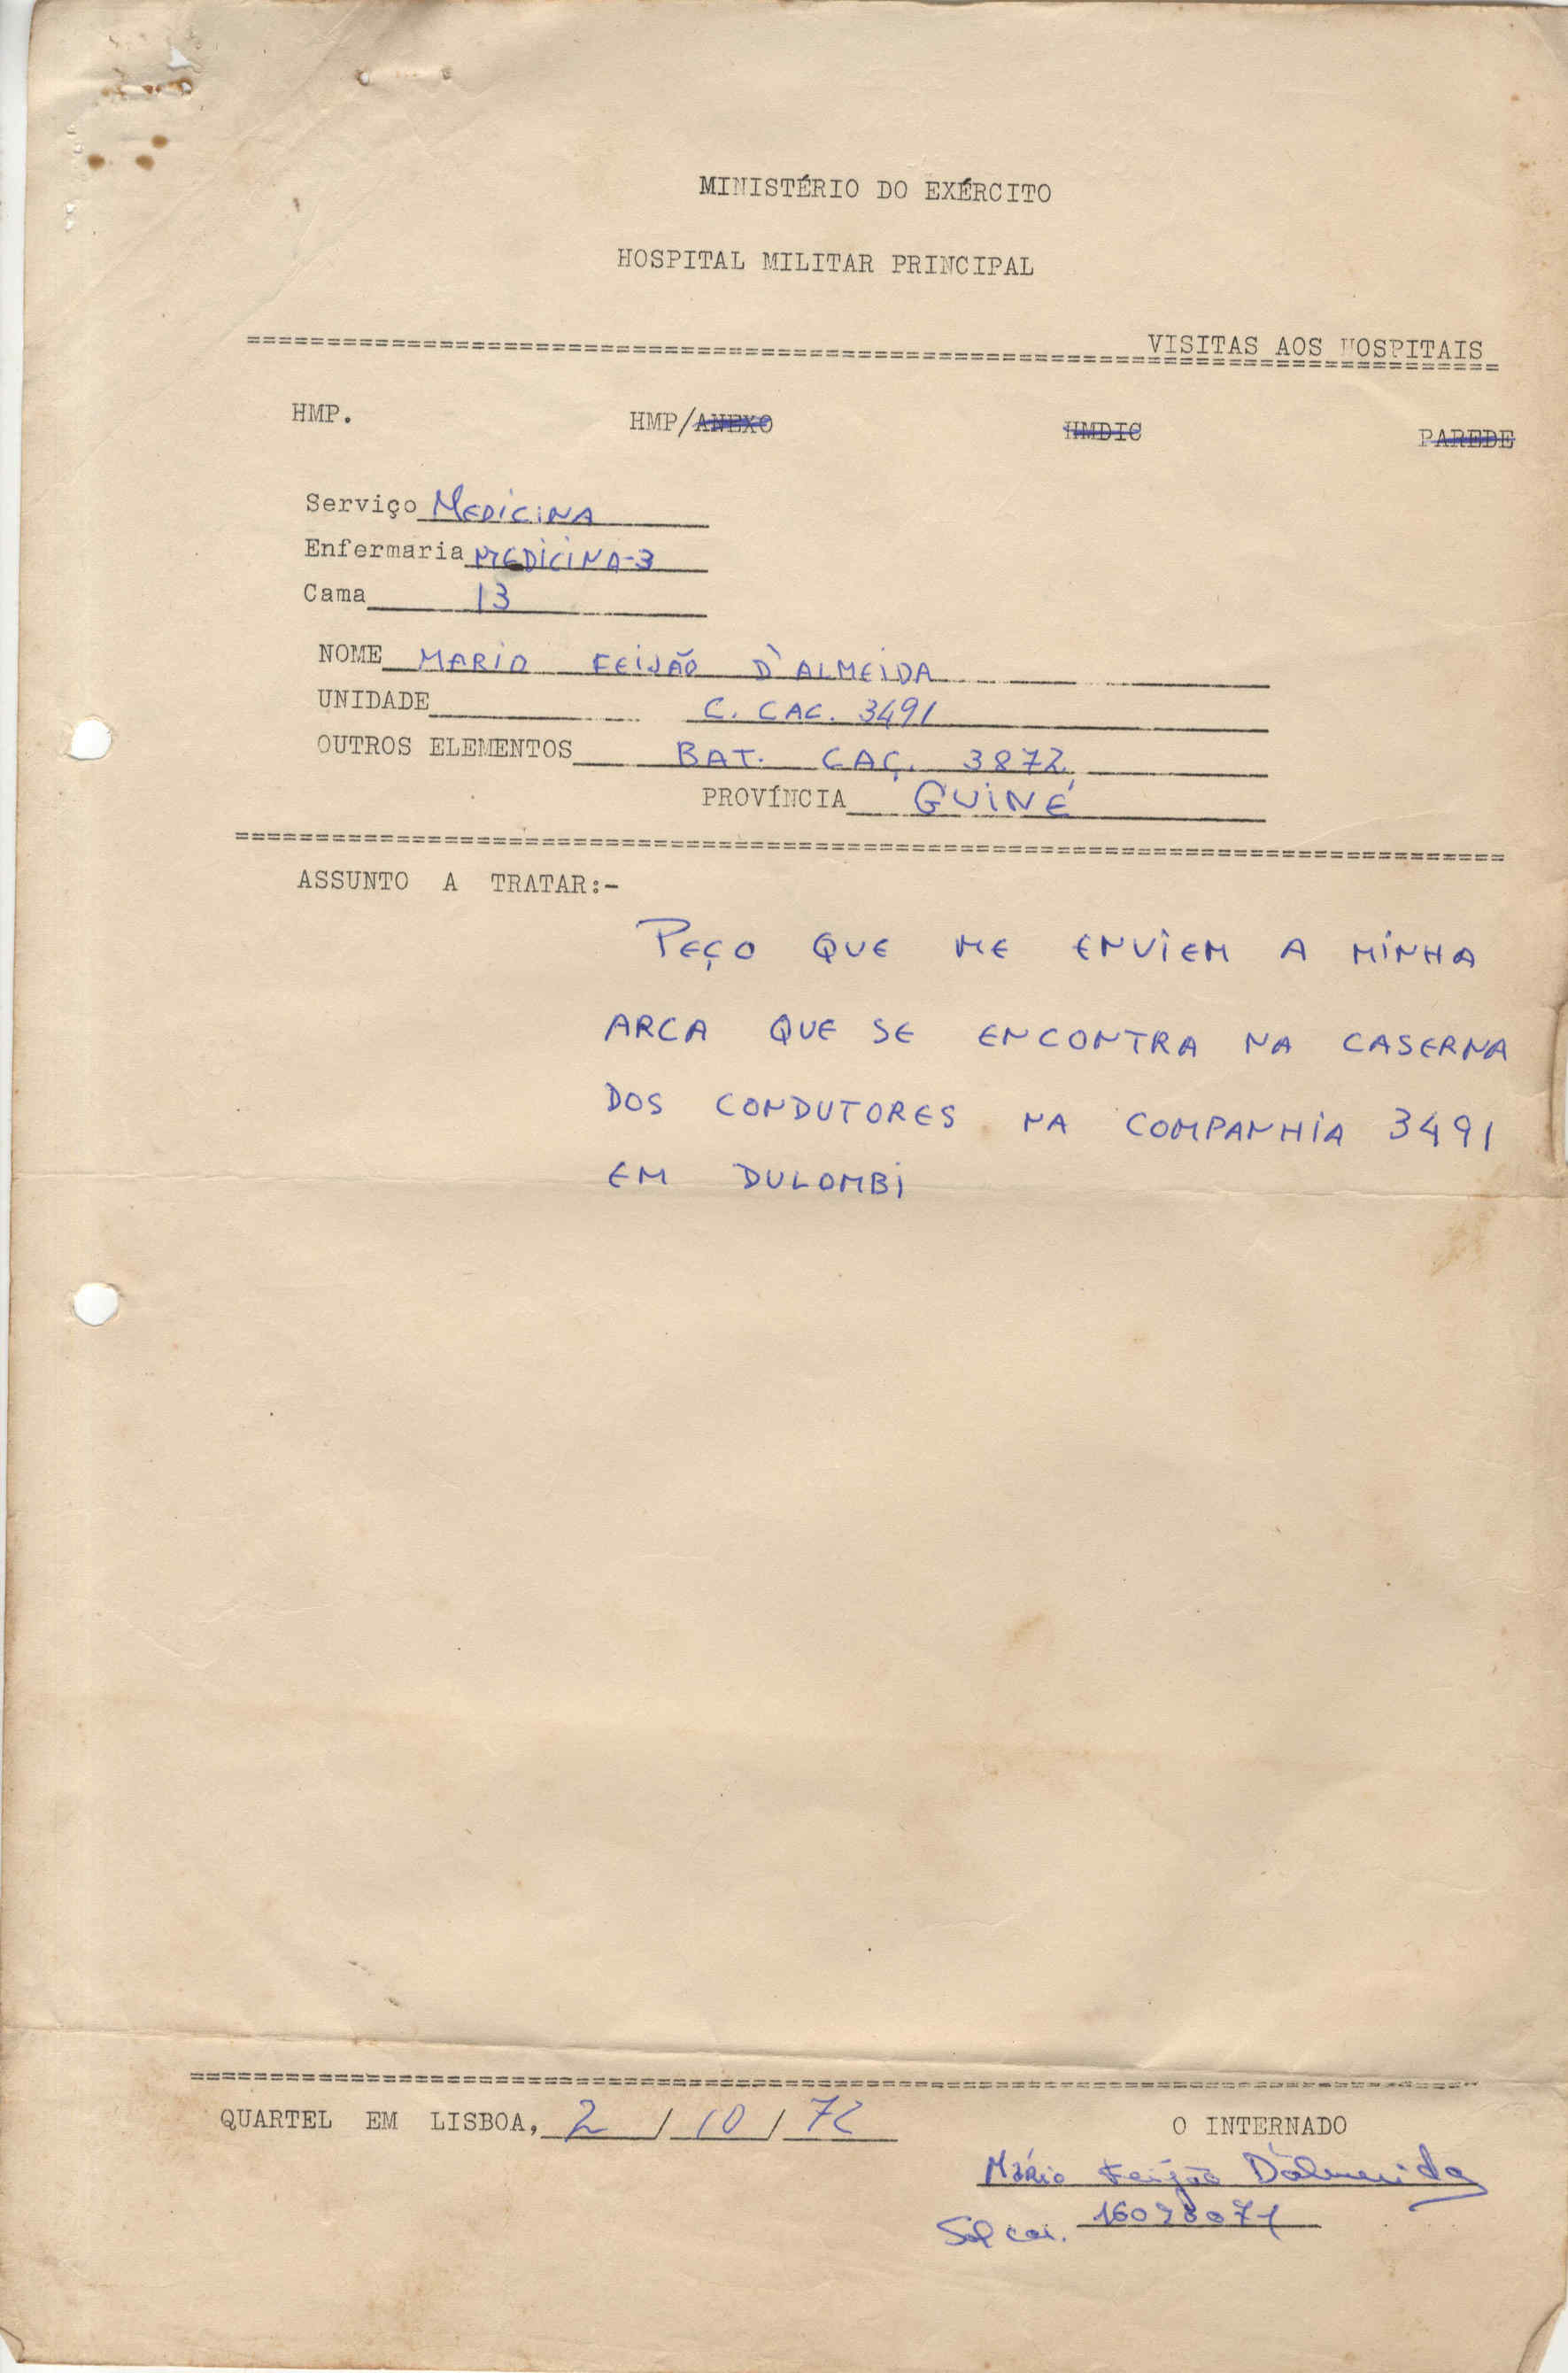 MINISTÉRIO DO EXÉRCITO
HOSPITAL MILITAR PRINCIPAL
VISITAS AOS HOSPITAIS
HMP. HMP/ANEXO HMDIC PAREDE
Serviço MEDICINA
Enfermaria MEDICINA-3
Cama 13
NOME MARIO FEIJÃO D'ALMEIDA
UNIDADE C. CAC. 3491
OUTROS ELEMENTOS BAT. CAÇ. 3872
PROVÍNCIA GUINÉ
ASSUNTO A TRATAR:-
PEÇO QUE ME ENVIEM A MINHA
ARCA QUE SE ENCONTRA NA CASERNA
DOS CONDUTORES NA COMPANHIA 3491
EM DULOMBI
QUARTEL EM LISBOA, 2 / 10 / 72
O INTERNADO
Mário Feijão D'Almeida
Sol